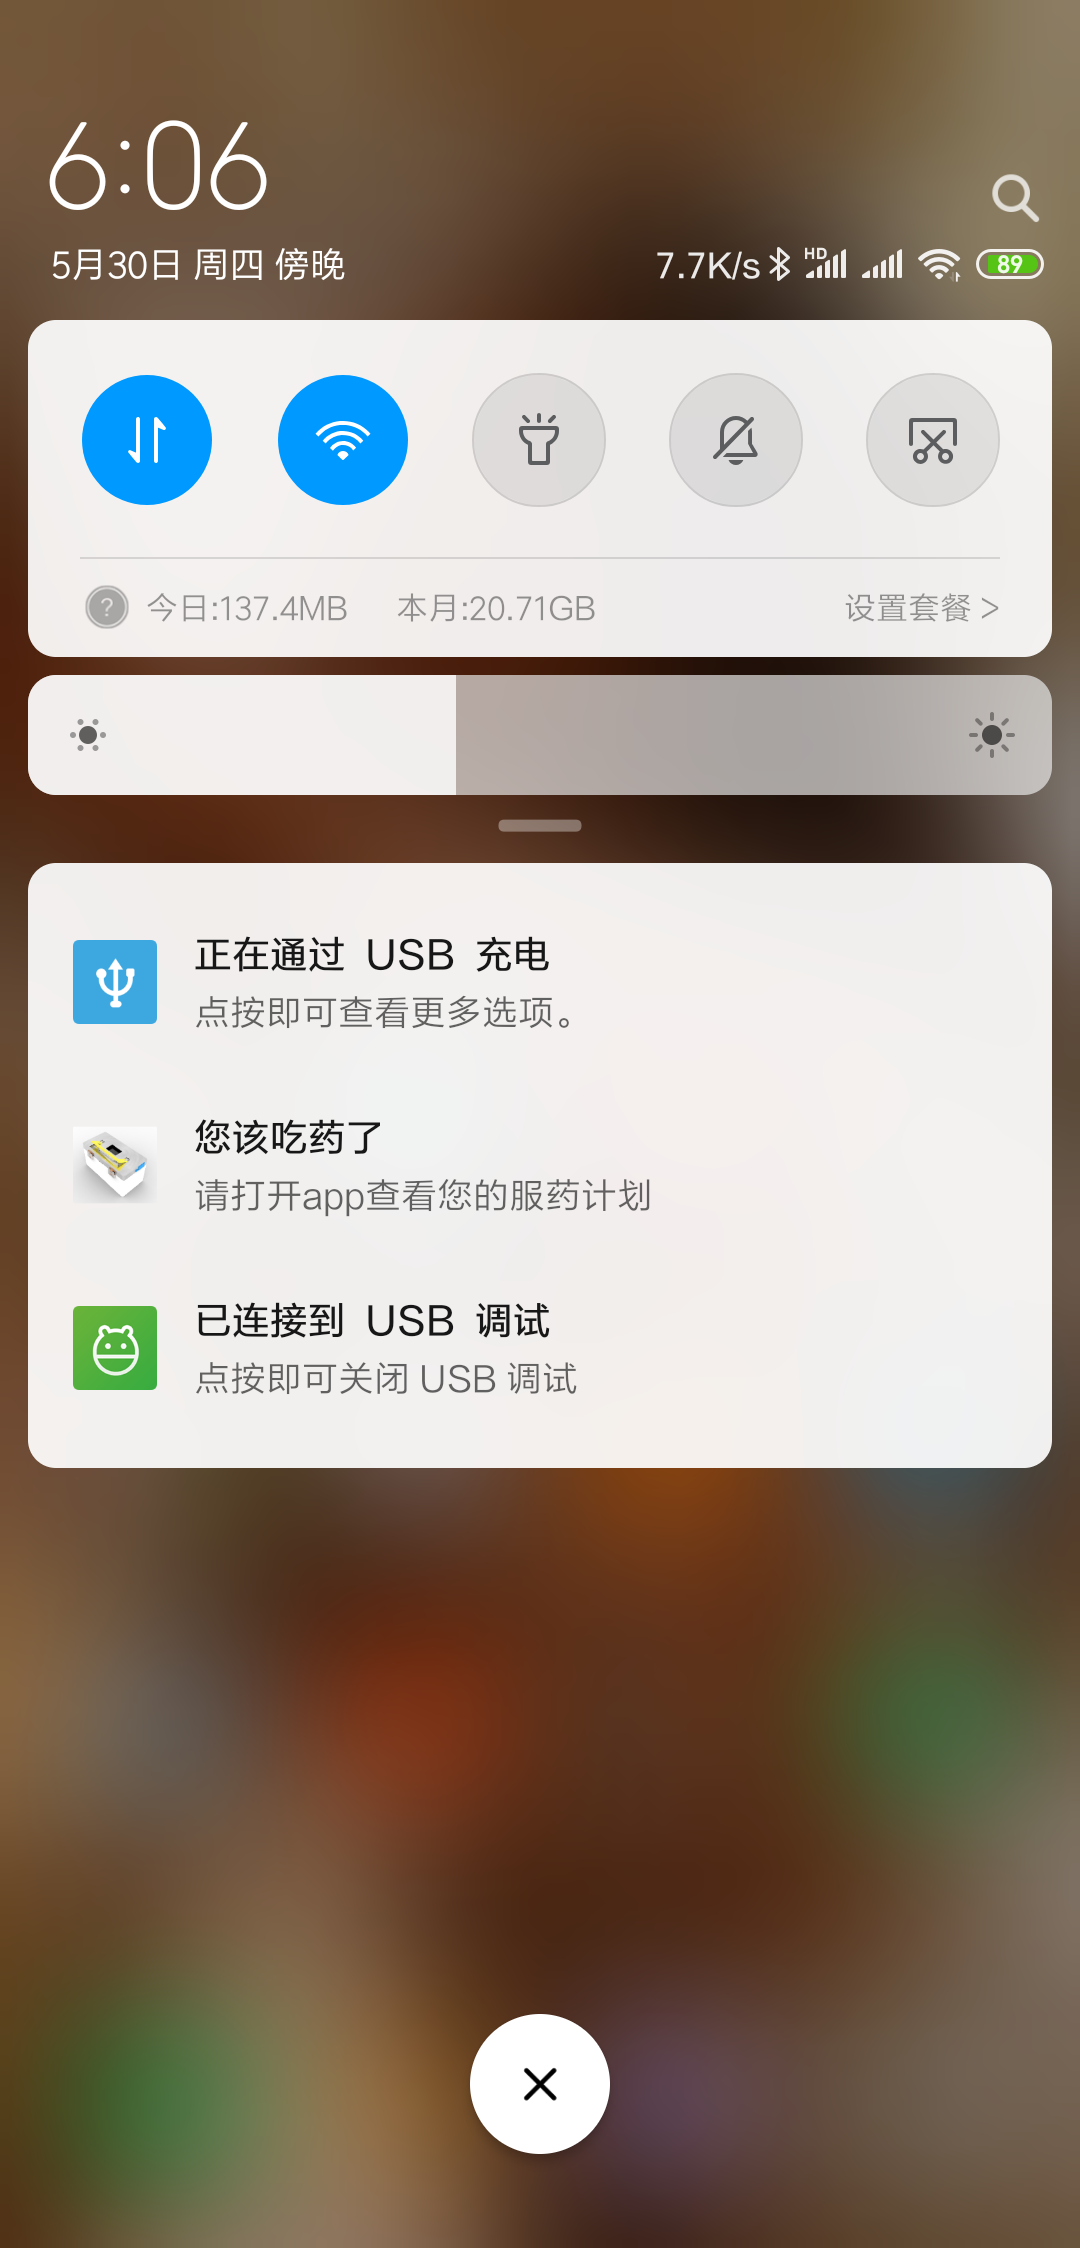 6:06
5月30日 周四 傍晚
7.7K/s HD 89
? 今日:137.4MB 本月:20.71GB 设置套餐 >
正在通过 USB 充电
点按即可查看更多选项。
您该吃药了
请打开app查看您的服药计划
已连接到 USB 调试
点按即可关闭 USB 调试